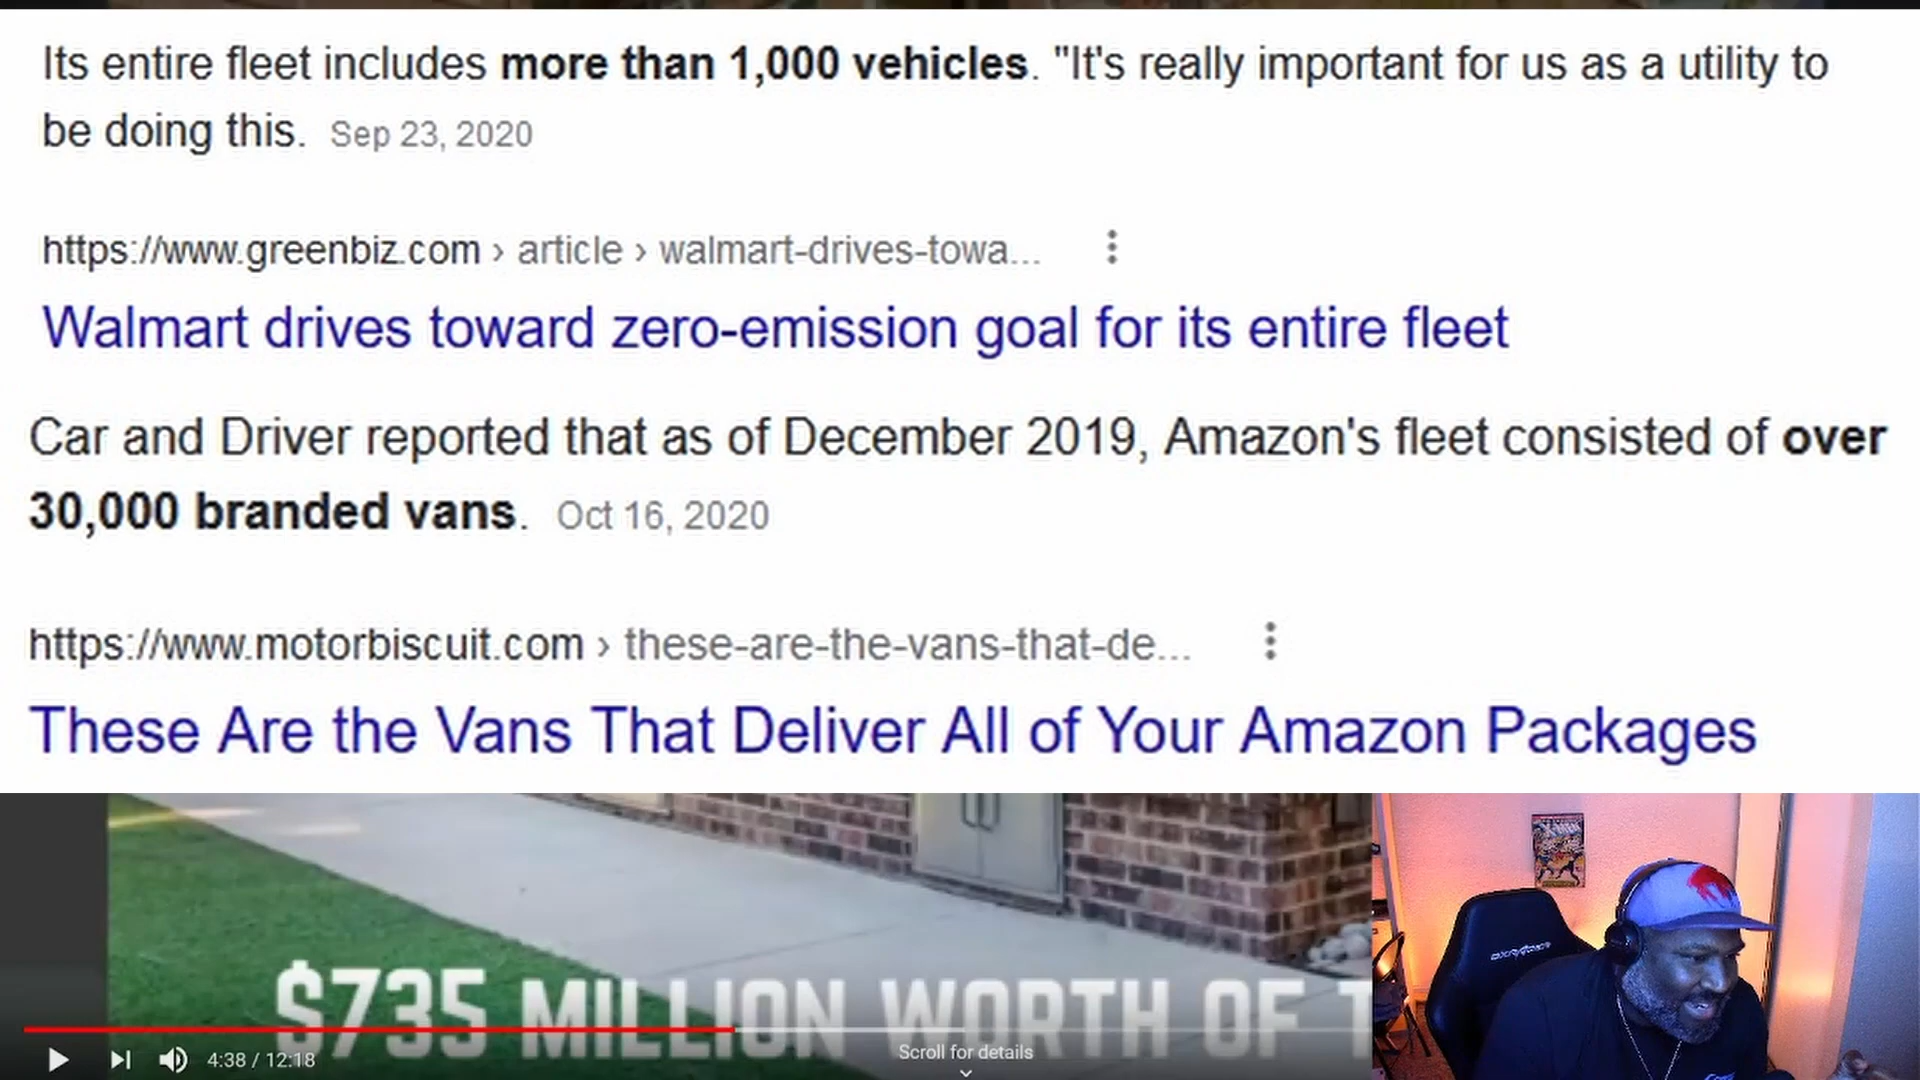 Its entire fleet includes more than 1,000 vehicles. "It's really important for us as a utility to
be doing this. Sep 23, 2020
https://www.greenbiz.com › article › walmart-drives-towa...
Walmart drives toward zero-emission goal for its entire fleet
Car and Driver reported that as of December 2019, Amazon's fleet consisted of over
30,000 branded vans. Oct 16, 2020
https://www.motorbiscuit.com › these-are-the-vans-that-de...
These Are the Vans That Deliver All of Your Amazon Packages
$735 MILLION WORTH OF T
4:38 / 12:18
Scroll for details